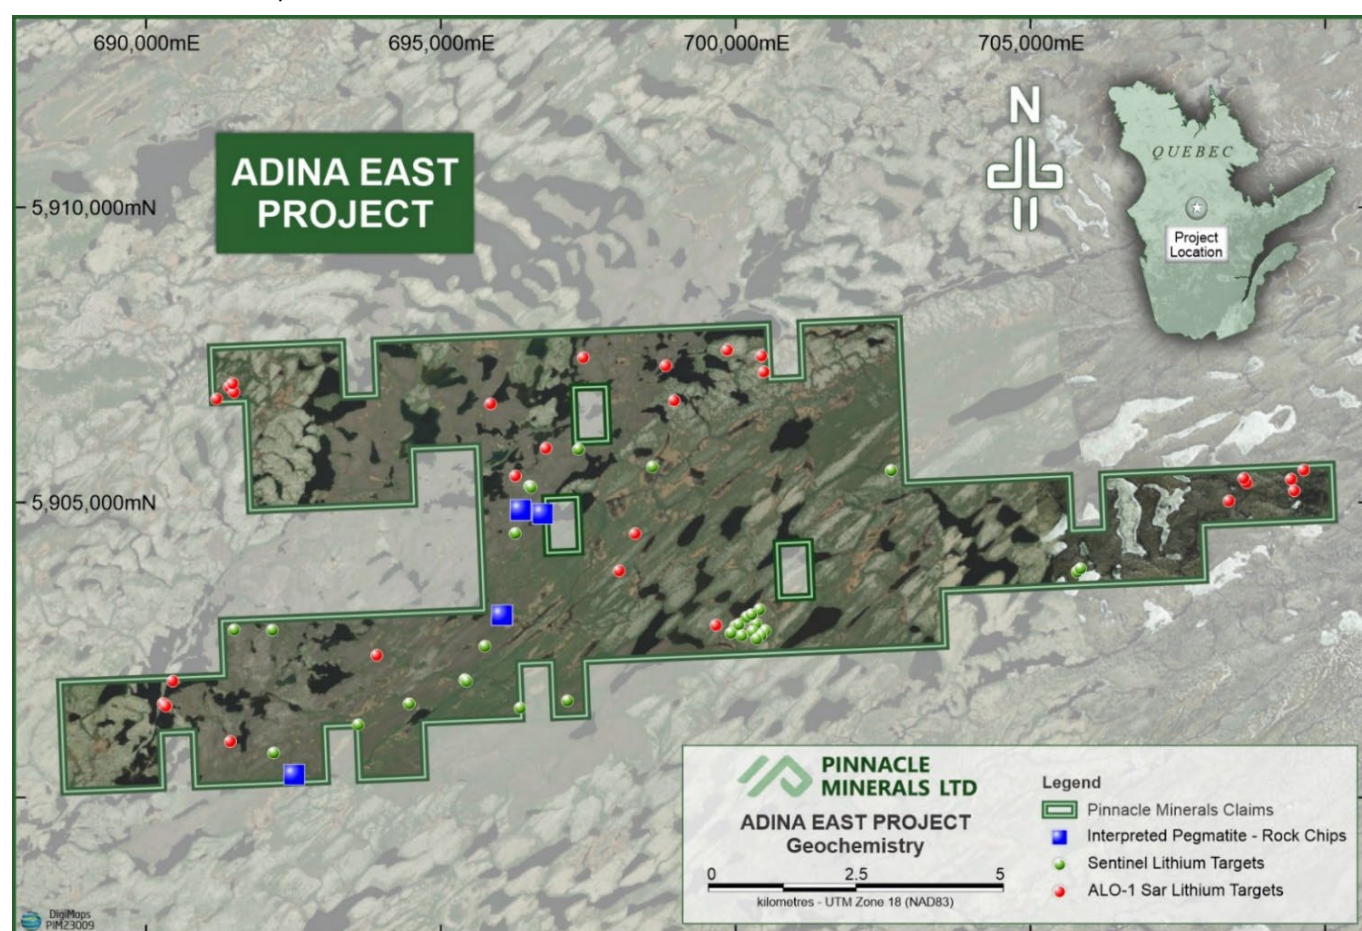 690,000mE
695,000mE
700,000mE
705,000mE
5,910,000mN
5,905,000mN
ADINA EAST
PROJECT
N
QUEBEC
Project
Location
PINNACLE
MINERALS LTD
ADINA EAST PROJECT
Geochemistry
0 2.5 5
kilometres - UTM Zone 18 (NAD83)
Legend
Pinnacle Minerals Claims
Interpreted Pegmatite - Rock Chips
Sentinel Lithium Targets
ALO-1 Sar Lithium Targets
DigiMaps
PIM23009